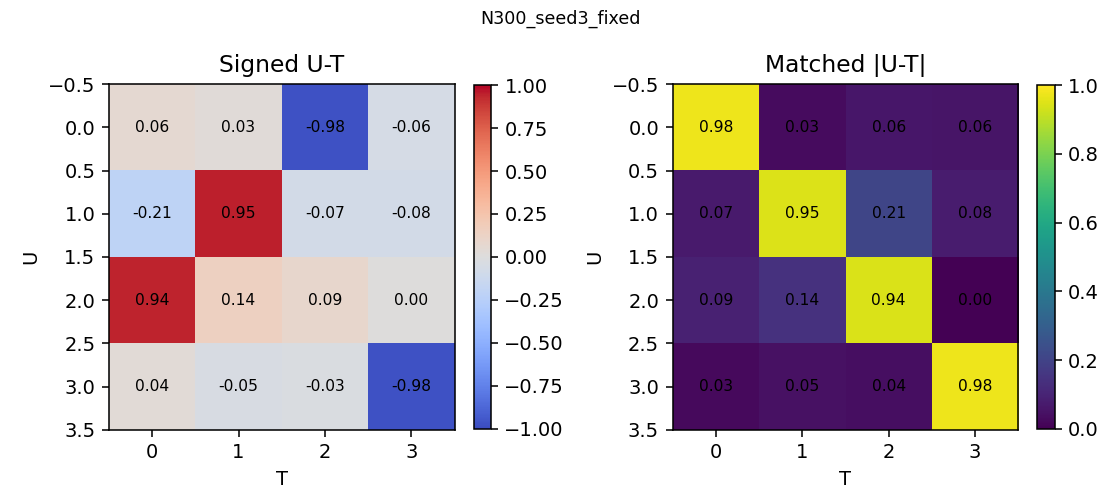 N300_seed3_fixed
Signed U-T
−0.5
0.0
0.5
1.0
1.5
2.0
2.5
3.0
3.5
U
0.06 0.03 -0.98 -0.06
-0.21 0.95 -0.07 -0.08
0.94 0.14 0.09 0.00
0.04 -0.05 -0.03 -0.98
0 1 2 3
T
1.00
0.75
0.50
0.25
0.00
−0.25
−0.50
−0.75
−1.00
Matched |U-T|
−0.5
0.0
0.5
1.0
1.5
2.0
2.5
3.0
3.5
U
0.98 0.03 0.06 0.06
0.07 0.95 0.21 0.08
0.09 0.14 0.94 0.00
0.03 0.05 0.04 0.98
0 1 2 3
T
1.0
0.8
0.6
0.4
0.2
0.0